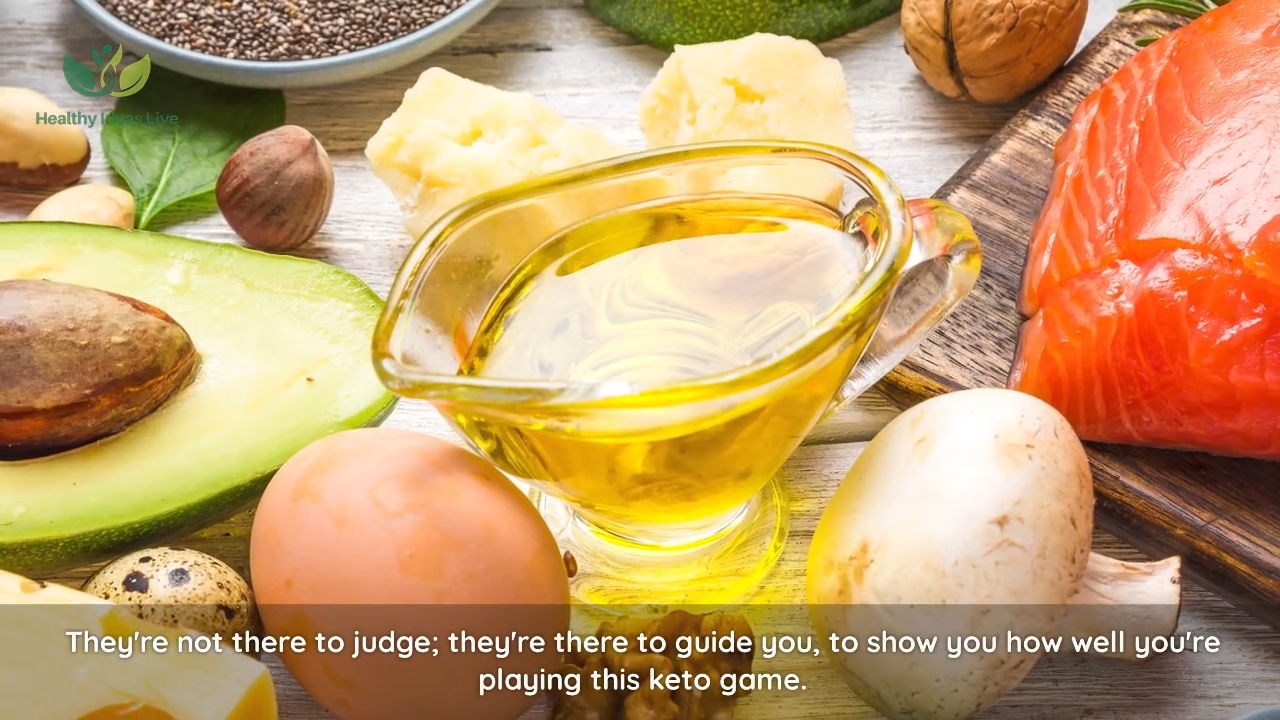 Healthy Ideas Live
They're not there to judge; they're there to guide you, to show you how well you're
playing this keto game.